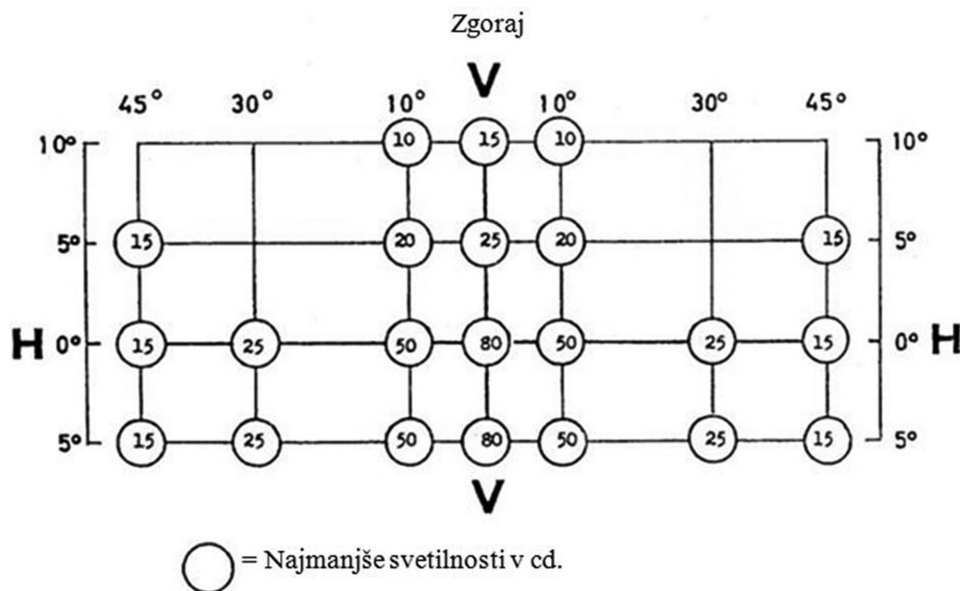 Zgoraj
V
45° 30° 10° 10° 30° 45°
10° 10 15 10 10°
5° 15 20 25 20 15 5°
H 0° 15 25 50 80 50 25 15 0° H
5° 15 25 50 80 50 25 15 5°
V
= Najmanjše svetilnosti v cd.